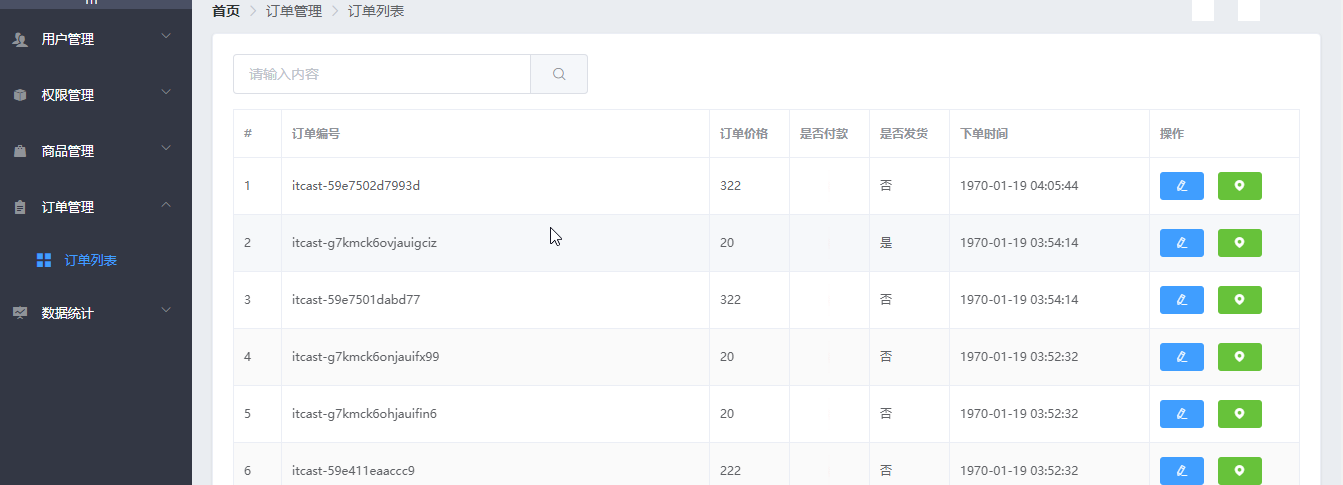 首页 > 订单管理 > 订单列表
用户管理
权限管理
商品管理
订单管理
订单列表
数据统计
请输入内容
# 订单编号 订单价格 是否付款 是否发货 下单时间 操作
1 itcast-59e7502d7993d 322 否 1970-01-19 04:05:44
2 itcast-g7kmck6ovjauigciz 20 是 1970-01-19 03:54:14
3 itcast-59e7501dabd77 322 否 1970-01-19 03:54:14
4 itcast-g7kmck6onjauifx99 20 否 1970-01-19 03:52:32
5 itcast-g7kmck6ohjauifin6 20 否 1970-01-19 03:52:32
6 itcast-59e411eaaccc9 222 否 1970-01-19 03:52:32